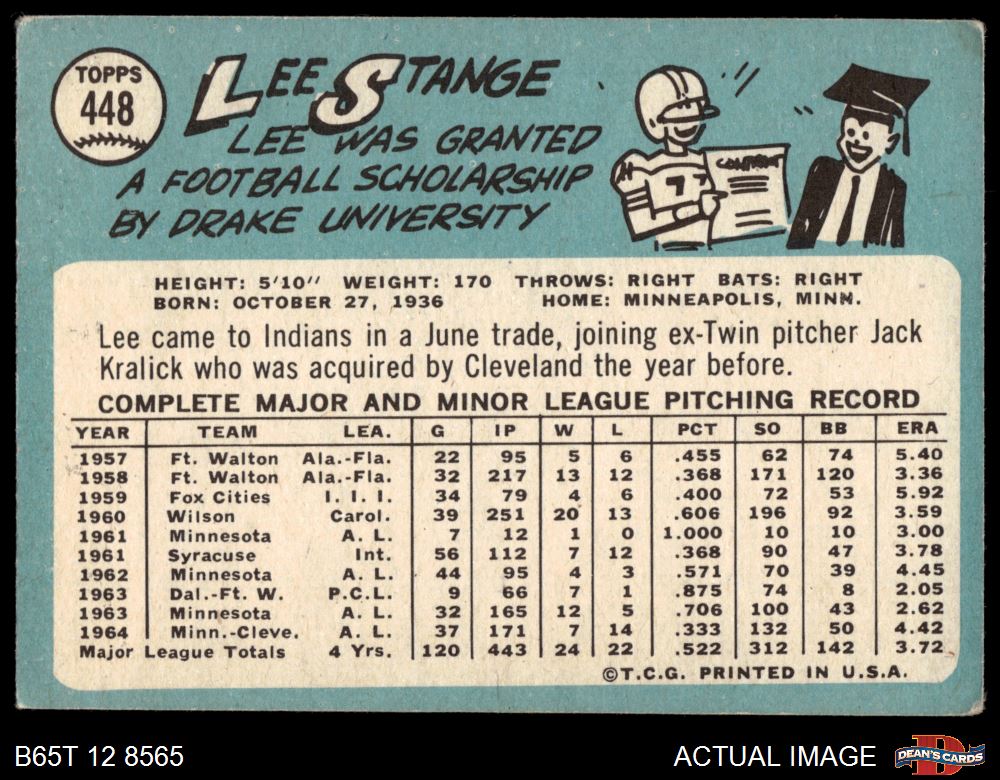 TOPPS
448
LEE STANGE
LEE WAS GRANTED
A FOOTBALL SCHOLARSHIP
BY DRAKE UNIVERSITY
CONTRACT
77
HEIGHT: 5'10" WEIGHT: 170 THROWS: RIGHT BATS: RIGHT
BORN: OCTOBER 27, 1936 HOME: MINNEAPOLIS, MINN.
Lee came to Indians in a June trade, joining ex-Twin pitcher Jack
Kralick who was acquired by Cleveland the year before.
COMPLETE MAJOR AND MINOR LEAGUE PITCHING RECORD
YEAR TEAM LEA. G IP W L PCT SO BB ERA
1957 Ft. Walton Ala.-Fla. 22 95 5 6 .455 62 74 5.40
1958 Ft. Walton Ala.-Fla. 32 217 13 12 .368 171 120 3.36
1959 Fox Cities I. I. I. 34 79 4 6 .400 72 53 5.92
1960 Wilson Carol. 39 251 20 13 .606 196 92 3.59
1961 Minnesota A. L. 7 12 1 0 1.000 10 10 3.00
1961 Syracuse Int. 56 112 7 12 .368 90 47 3.78
1962 Minnesota A. L. 44 95 4 3 .571 70 39 4.45
1963 Dal.-Ft. W. P.C.L. 9 66 7 1 .875 74 8 2.05
1963 Minnesota A. L. 32 165 12 5 .706 100 43 2.62
1964 Minn.-Cleve. A. L. 37 171 7 14 .333 132 50 4.42
Major League Totals 4 Yrs. 120 443 24 22 .522 312 142 3.72
©T.C.G. PRINTED IN U.S.A.
B65T 12 8565
ACTUAL IMAGE
DEAN'S CARDS